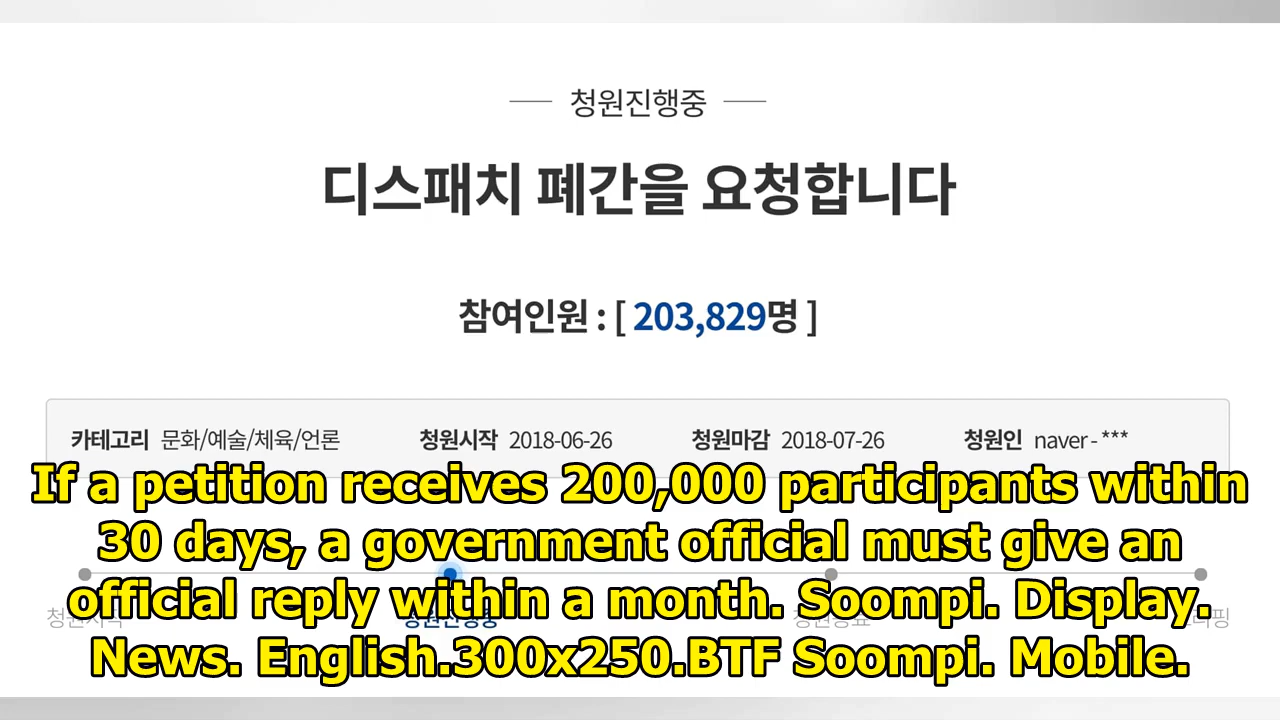 청원진행중
디스패치 폐간을 요청합니다
참여인원 : [ 203,829명 ]
카테고리 문화/예술/체육/언론 청원시작 2018-06-26 청원마감 2018-07-26 청원인 naver - ***
If a petition receives 200,000 participants within
30 days, a government official must give an
official reply within a month. Soompi. Display.
News. English.300x250.BTF Soompi. Mobile.